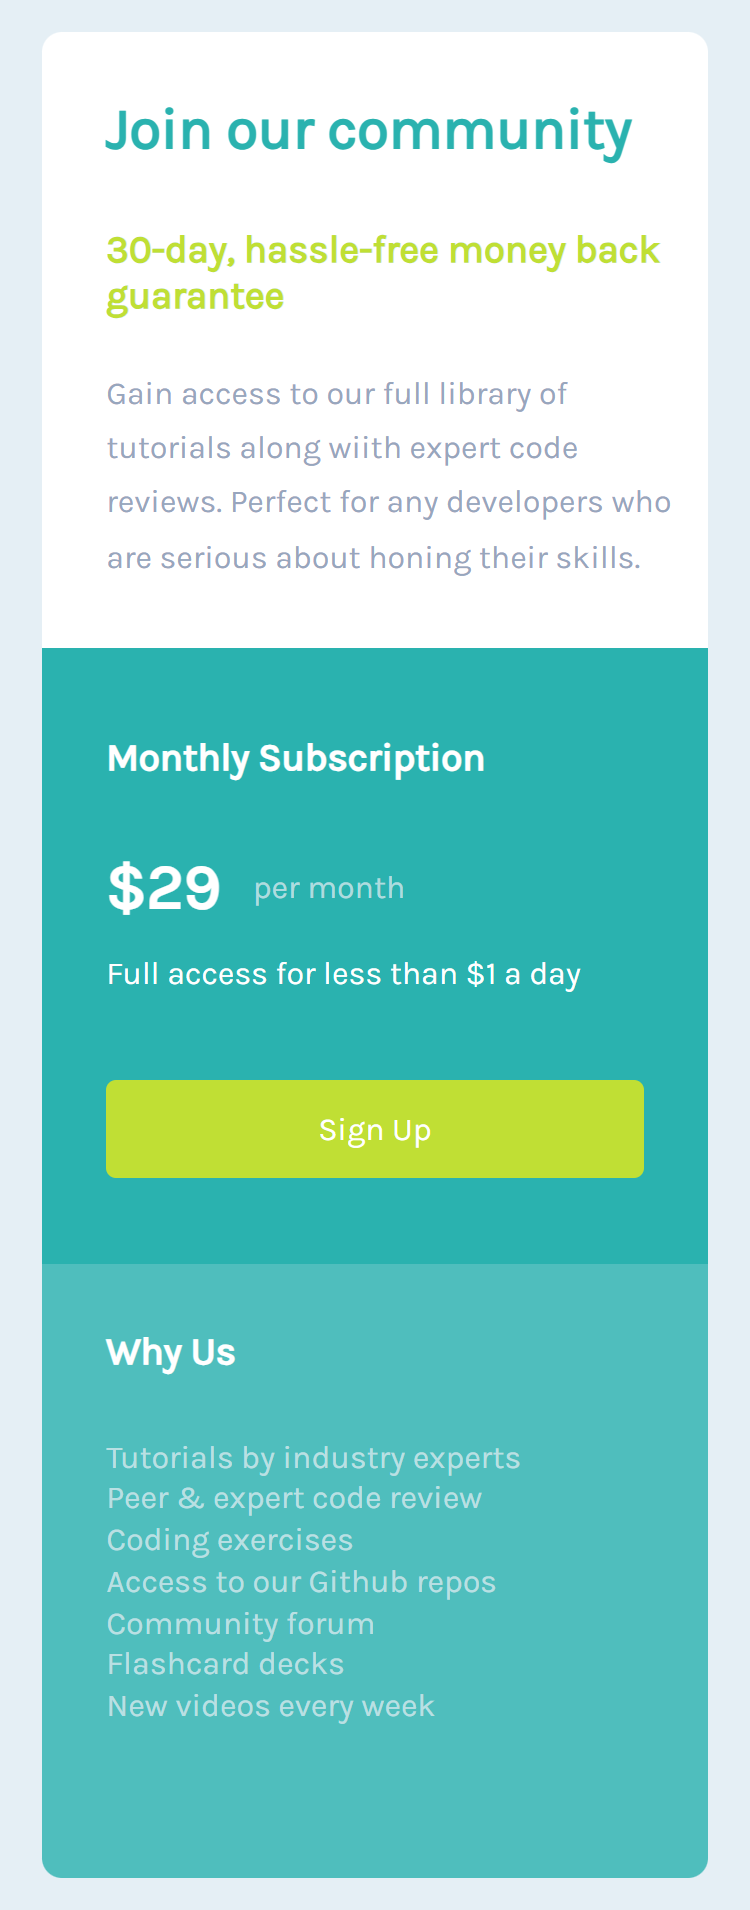 Join our community
30-day, hassle-free money back
guarantee
Gain access to our full library of
tutorials along wiith expert code
reviews. Perfect for any developers who
are serious about honing their skills.
Monthly Subscription
$29 per month
Full access for less than $1 a day
Sign Up
Why Us
Tutorials by industry experts
Peer & expert code review
Coding exercises
Access to our Github repos
Community forum
Flashcard decks
New videos every week